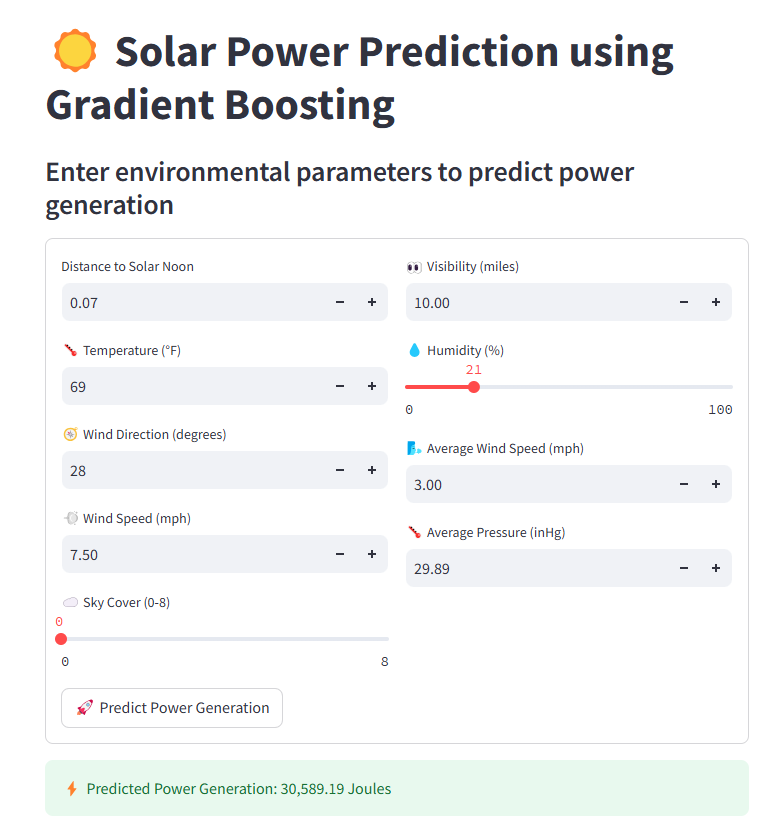 Solar Power Prediction using
Gradient Boosting
Enter environmental parameters to predict power
generation
Distance to Solar Noon
0.07
Temperature (°F)
69
Wind Direction (degrees)
28
Wind Speed (mph)
7.50
Sky Cover (0-8)
0
0 8
Visibility (miles)
10.00
Humidity (%)
21
0 100
Average Wind Speed (mph)
3.00
Average Pressure (inHg)
29.89
Predict Power Generation
Predicted Power Generation: 30,589.19 Joules